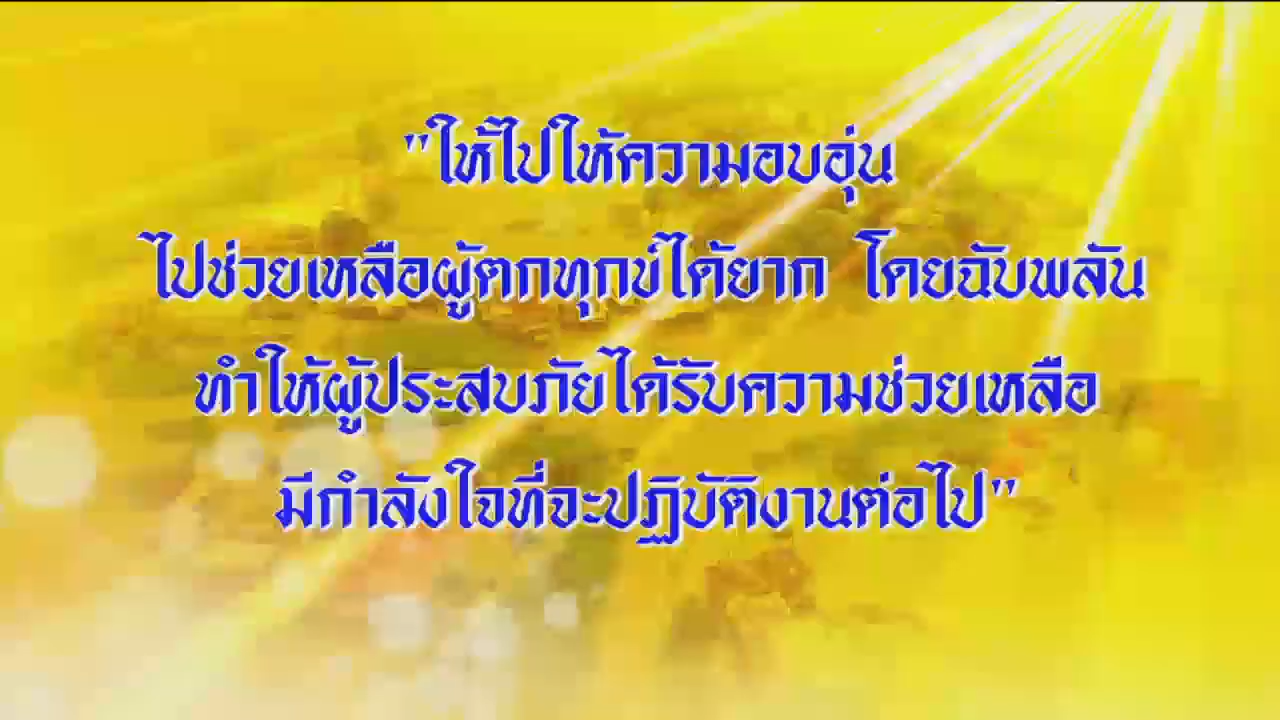 "ให้ไปให้ความอบอุ่น
ไปช่วยเหลือผู้ตกทุกข์ได้ยาก โดยฉับพลัน
ทำให้ผู้ประสบภัยได้รับความช่วยเหลือ
มีกำลังใจที่จะปฏิบัติงานต่อไป"